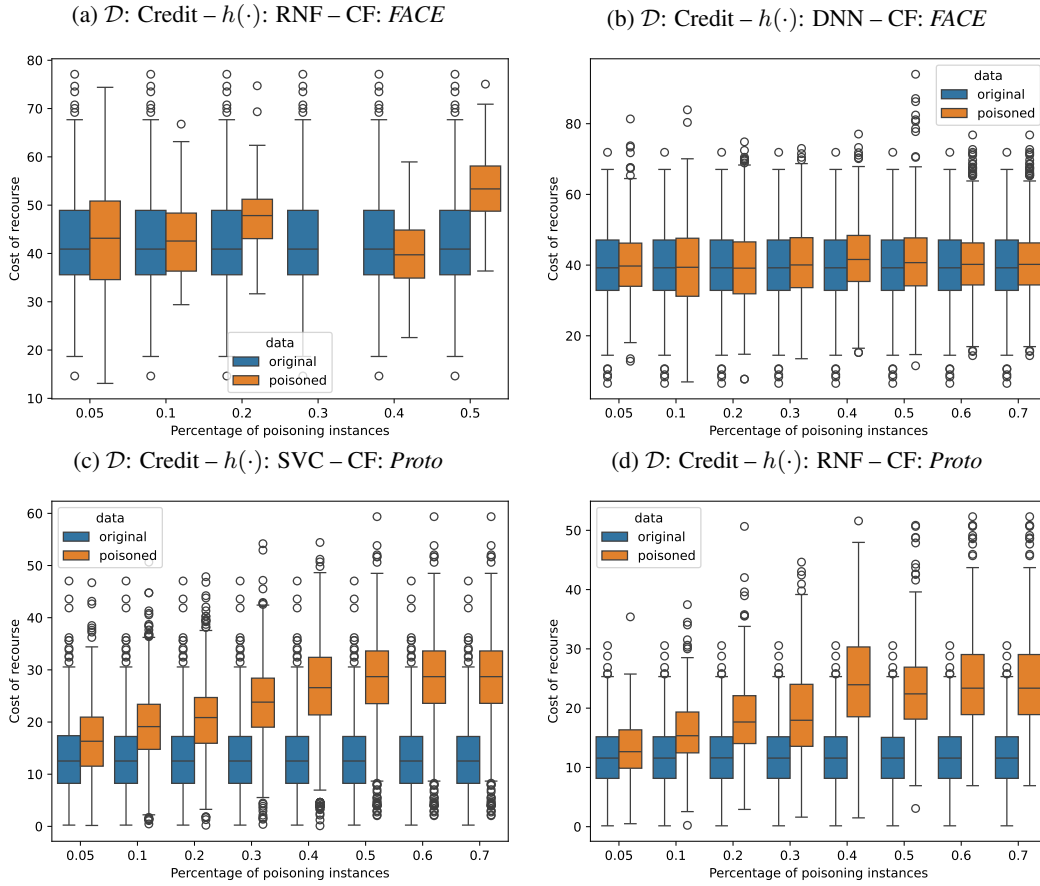 (a) 𝒟: Credit – h(·): RNF – CF: FACE
80
70
60
50
40
30
20
10
Cost of recourse
data
original
poisoned
0.05 0.1 0.2 0.3 0.4 0.5
Percentage of poisoning instances
(b) 𝒟: Credit – h(·): DNN – CF: FACE
80
60
40
20
Cost of recourse
data
original
poisoned
0.05 0.1 0.2 0.3 0.4 0.5 0.6 0.7
Percentage of poisoning instances
(c) 𝒟: Credit – h(·): SVC – CF: Proto
60
50
40
30
20
10
0
Cost of recourse
data
original
poisoned
0.05 0.1 0.2 0.3 0.4 0.5 0.6 0.7
Percentage of poisoning instances
(d) 𝒟: Credit – h(·): RNF – CF: Proto
50
40
30
20
10
0
Cost of recourse
data
original
poisoned
0.05 0.1 0.2 0.3 0.4 0.5 0.6 0.7
Percentage of poisoning instances